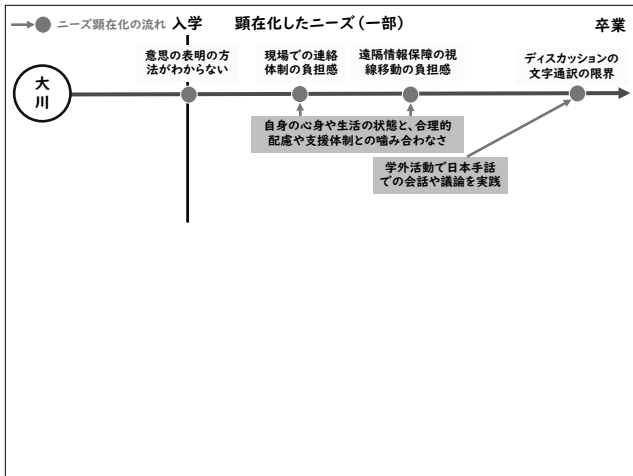 ニーズ顕在化の流れ 入学 顕在化したニーズ(一部) 卒業
意思の表明の方
法がわからない
現場での連絡
体制の負担感
遠隔情報保障の視
線移動の負担感
ディスカッションの
文字通訳の限界
大
川
自身の心身や生活の状態と、合理的
配慮や支援体制との噛み合わなさ
学外活動で日本手話
での会話や議論を実践